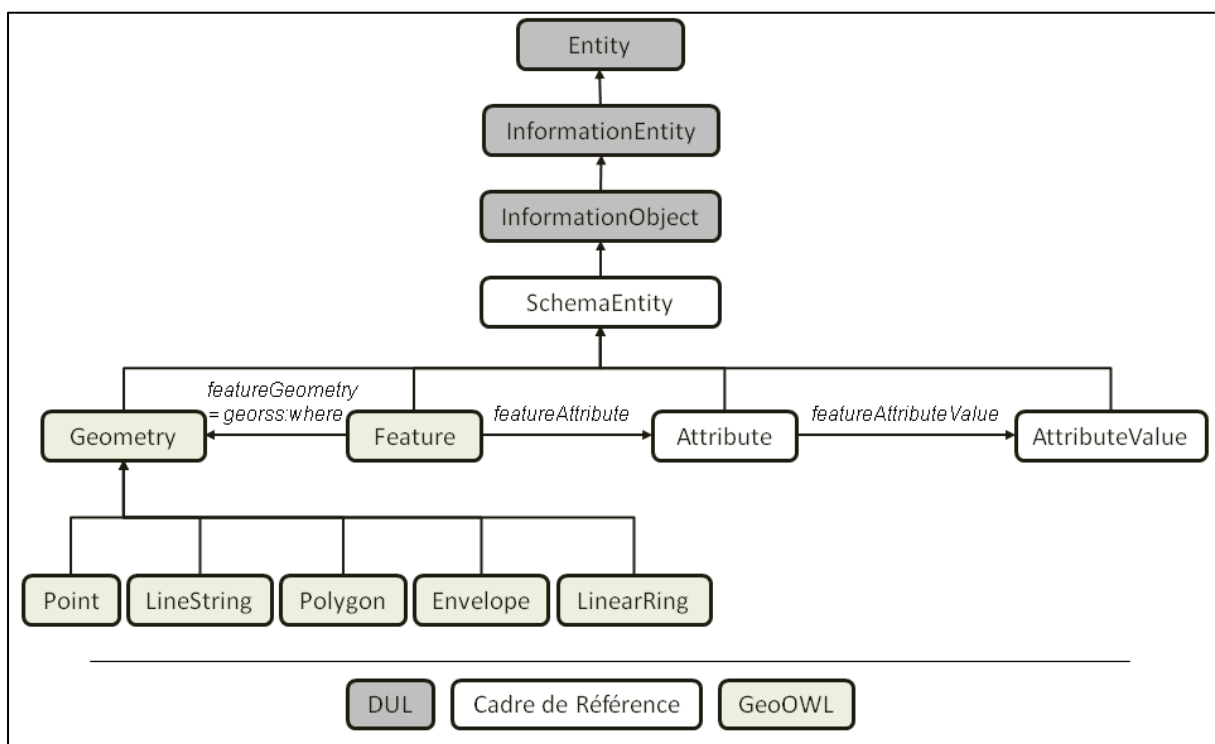 Entity
InformationEntity
InformationObject
SchemaEntity
featureGeometry
= georss:where
featureAttribute
featureAttributeValue
Geometry
Feature
Attribute
AttributeValue
Point
LineString
Polygon
Envelope
LinearRing
DUL
Cadre de Référence
GeoOWL